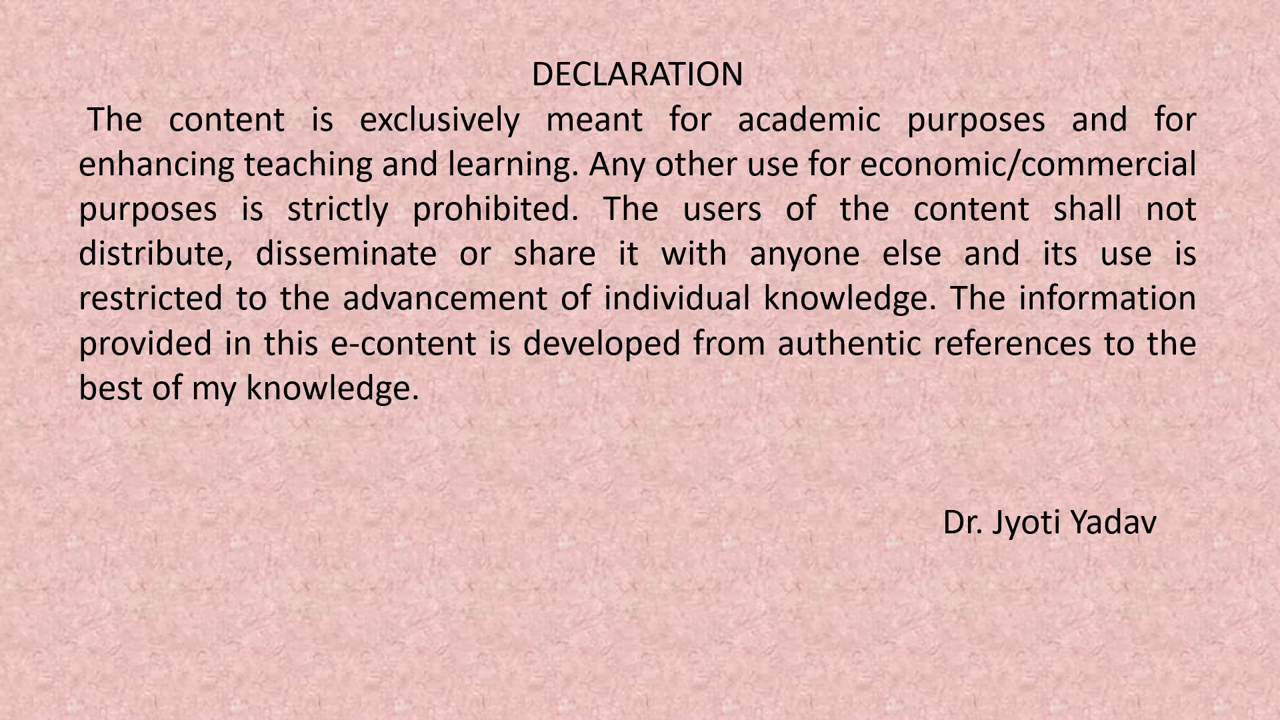 DECLARATION
The content is exclusively meant for academic purposes and for
enhancing teaching and learning. Any other use for economic/commercial
purposes is strictly prohibited. The users of the content shall not
distribute, disseminate or share it with anyone else and its use is
restricted to the advancement of individual knowledge. The information
provided in this e-content is developed from authentic references to the
best of my knowledge.
Dr. Jyoti Yadav